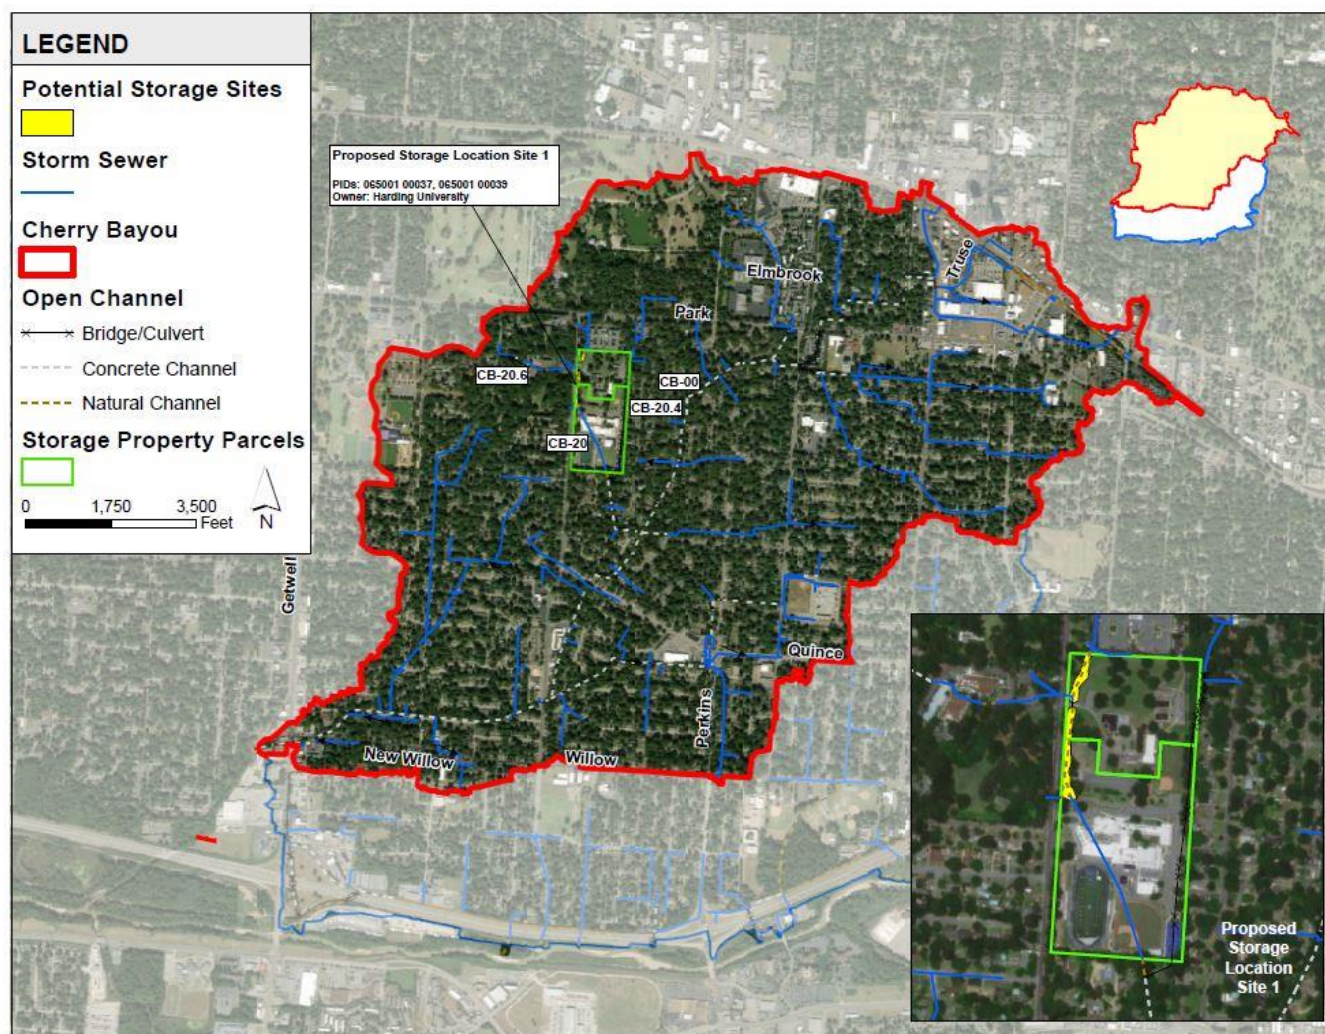 LEGEND
Potential Storage Sites
Storm Sewer
Cherry Bayou
Open Channel
Bridge/Culvert
Concrete Channel
Natural Channel
Storage Property Parcels
0 1,750 3,500
Feet
N
Proposed Storage Location Site 1
PIDs: 065001 00037, 065001 00039
Owner: Harding University
Elmbrook
Truse
Park
CB-20.6
CB-00
CB-20.4
CB-20
Getwell
Quince
Perkins
New Willow
Willow
Proposed
Storage
Location
Site 1